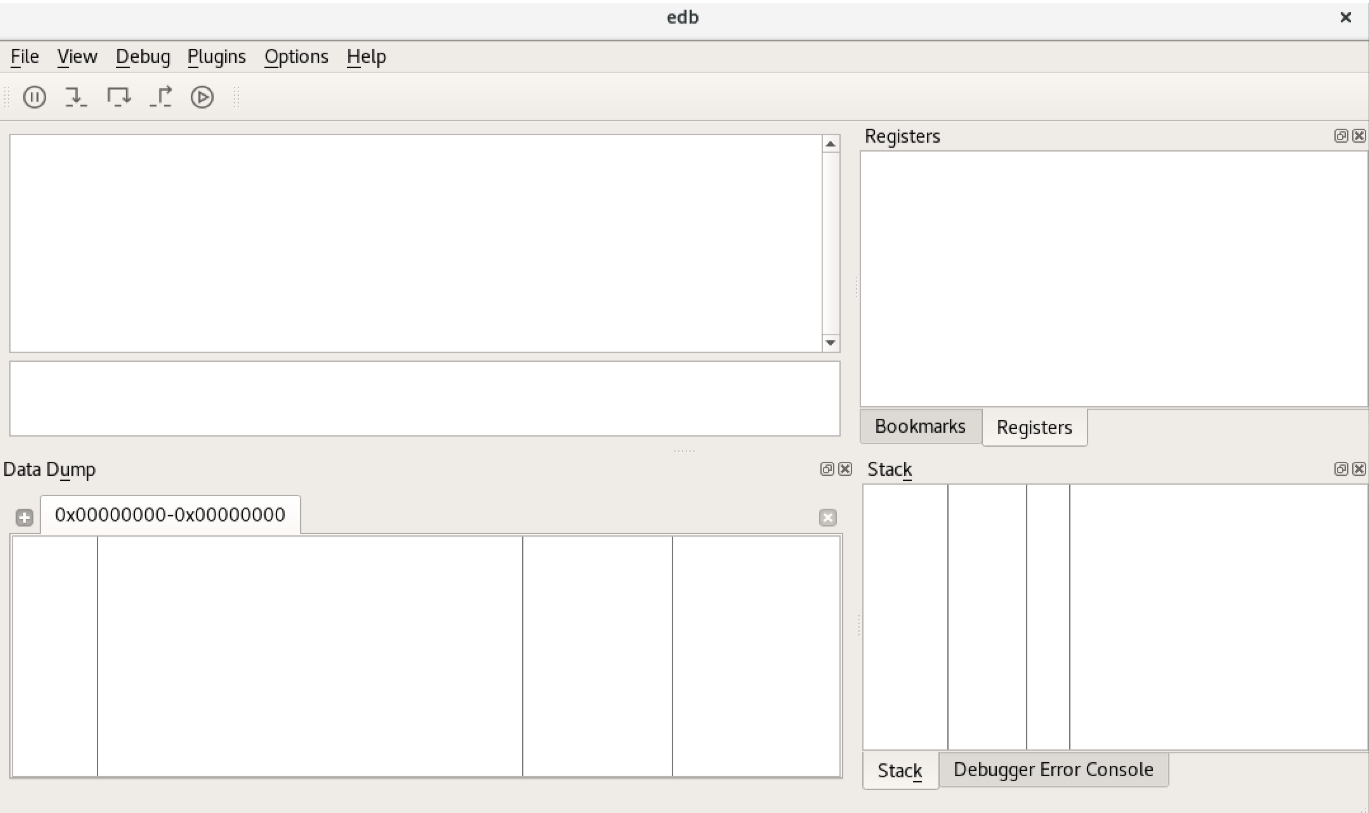 edb
File View Debug Plugins Options Help
Registers
Bookmarks Registers
Data Dump
0x00000000-0x00000000
Stack
Stack Debugger Error Console